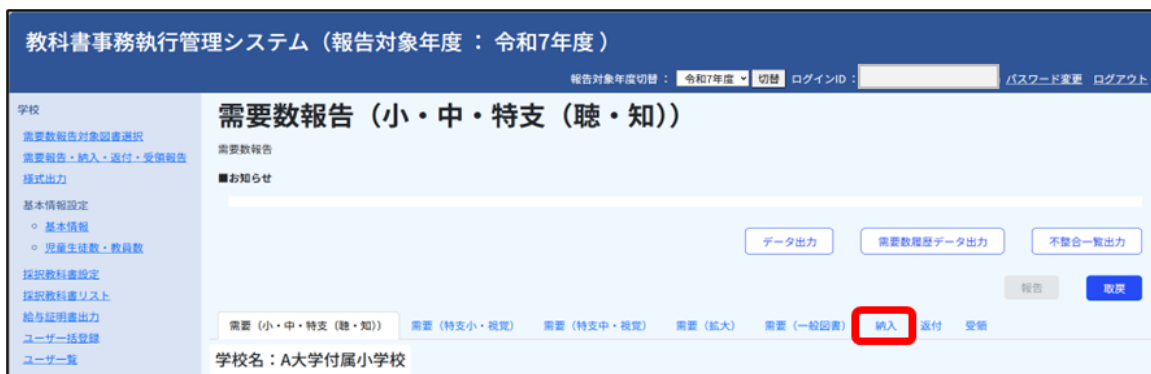 教科書事務執行管理システム（報告対象年度 ： 令和7年度 ）
報告対象年度切替 ： 令和7年度 切替 ログインID : パスワード変更 ログアウト
学校
需要数報告対象図書選択
需要報告・納入・返付・受領報告
様式出力
基本情報設定
基本情報
児童生徒数・教員数
採択教科書設定
採択教科書リスト
給与証明書出力
ユーザー括登録
ユーザー覧
需要数報告（小・中・特支（聴・知））
需要数報告
■お知らせ
データ出力 需要数履歴データ出力 不整合一覧出力
報告 取戻
需要（小・中・特支（聴・知）） 需要（特支小・視覚） 需要（特支中・視覚） 需要（拡大） 需要（一般図書） 納入 返付 受領
学校名：A大学付属小学校